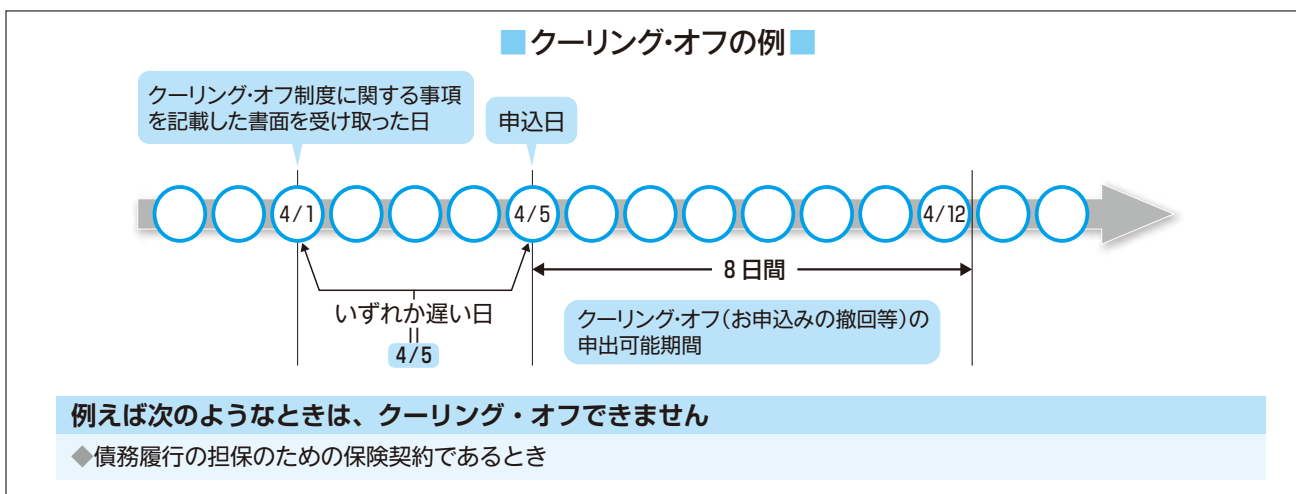 ■クーリング・オフの例■
クーリング・オフ制度に関する事項
を記載した書面を受け取った日
申込日
4/1
4/5
4/12
8日間
いずれか遅い日
＝
4/5
クーリング・オフ（お申込みの撤回等）の
申出可能期間
例えば次のようなときは、クーリング・オフできません
◆債務履行の担保のための保険契約であるとき